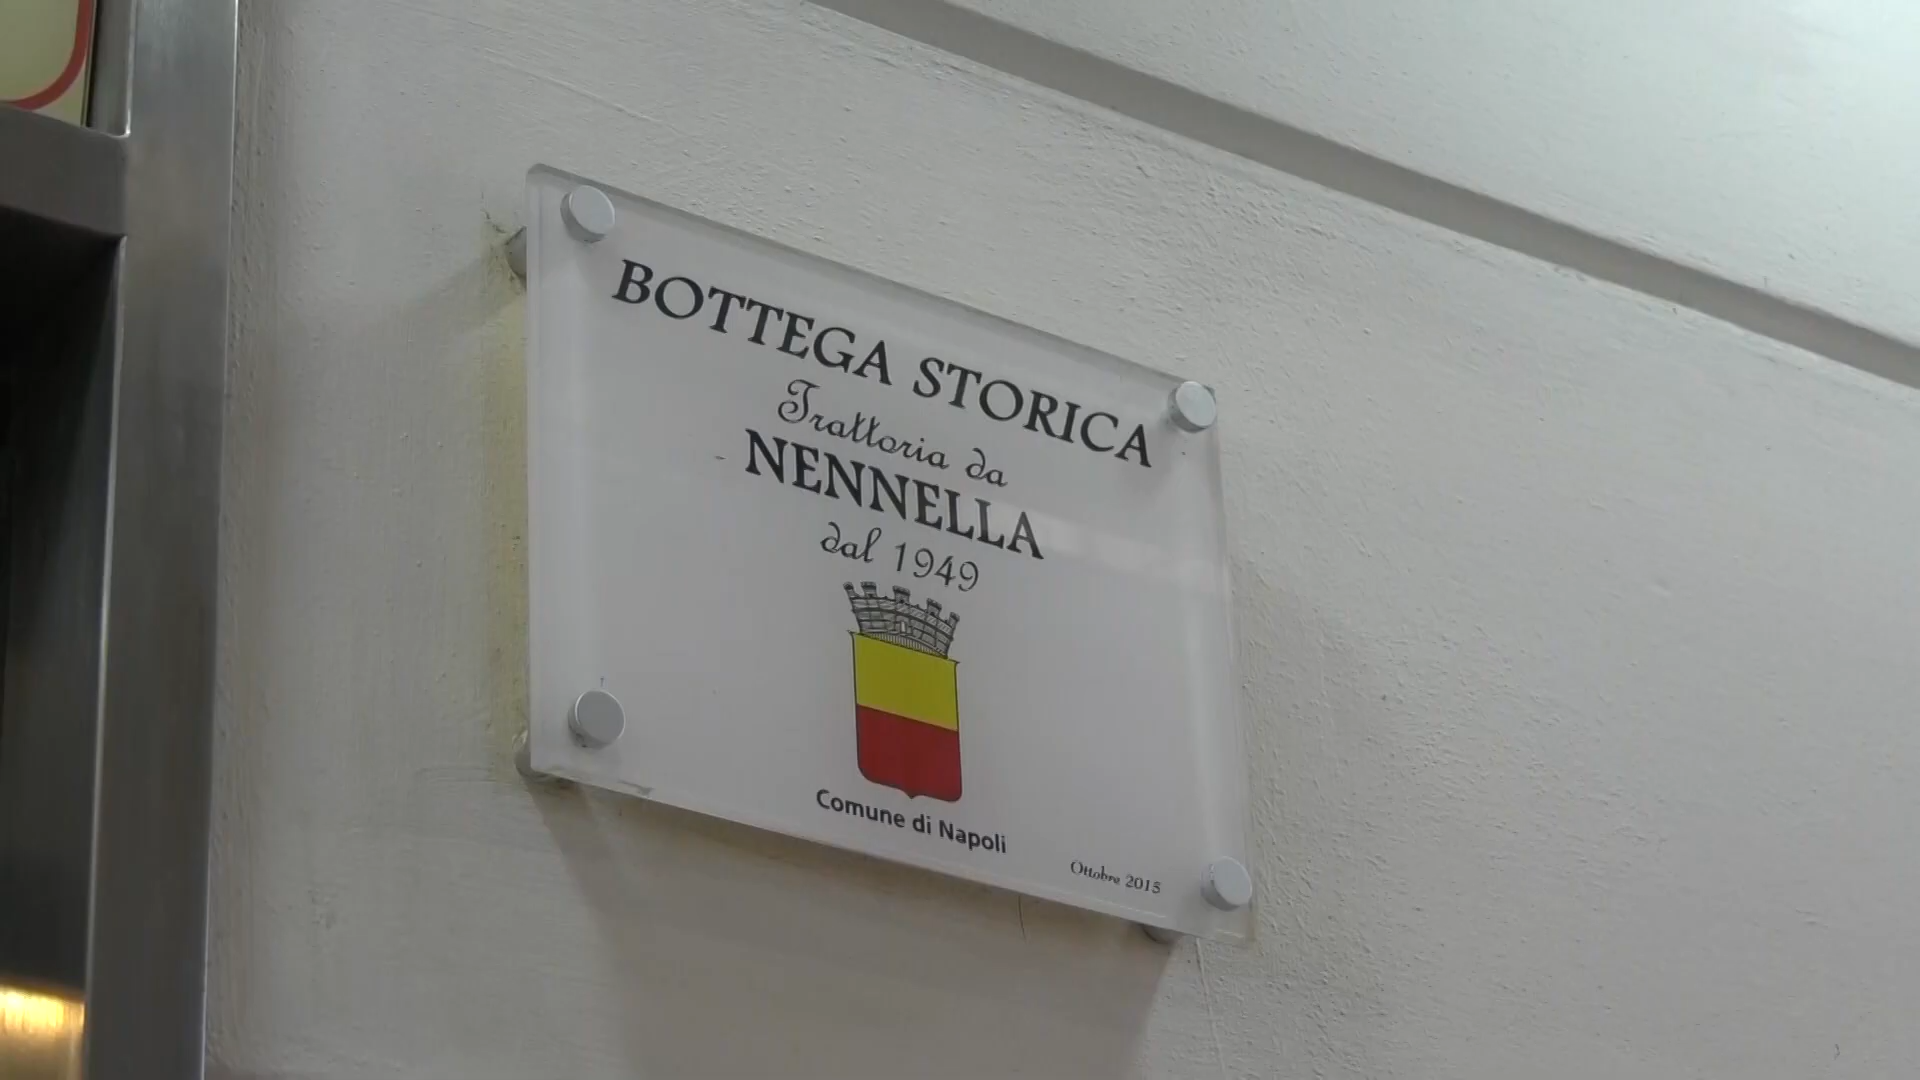 BOTTEGA STORICA
Trattoria da
NENNELLA
dal 1949
Comune di Napoli
Ottobre 2015